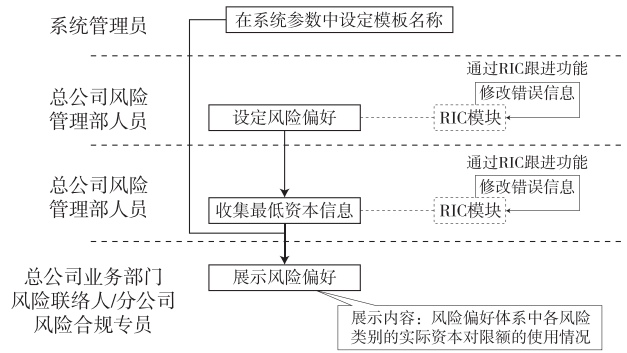 系统管理员
在系统参数中设定模板名称
总公司风险
管理部人员
设定风险偏好
通过RIC跟进功能
修改错误信息
RIC模块
总公司风险
管理部人员
收集最低资本信息
通过RIC跟进功能
修改错误信息
RIC模块
总公司业务部门
风险联络人/分公司
风险合规专员
展示风险偏好
展示内容：风险偏好体系中各风险
类别的实际资本对限额的使用情况